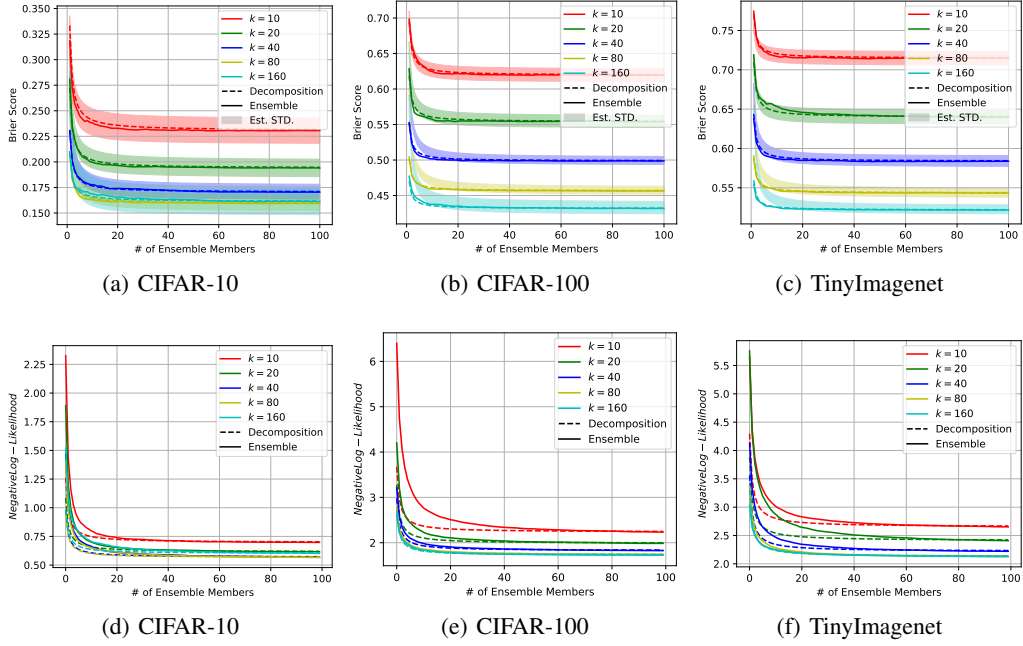 0.350
0.325
0.300
0.275
0.250
0.225
0.200
0.175
0.150
Brier Score
0 20 40 60 80 100
# of Ensemble Members
k = 10
k = 20
k = 40
k = 80
k = 160
Decomposition
Ensemble
Est. STD.
(a) CIFAR-10
0.70
0.65
0.60
0.55
0.50
0.45
Brier Score
0 20 40 60 80 100
# of Ensemble Members
k = 10
k = 20
k = 40
k = 80
k = 160
Decomposition
Ensemble
Est. STD.
(b) CIFAR-100
0.75
0.70
0.65
0.60
0.55
Brier Score
0 20 40 60 80 100
# of Ensemble Members
k = 10
k = 20
k = 40
k = 80
k = 160
Decomposition
Ensemble
Est. STD.
(c) TinyImagenet
2.25
2.00
1.75
1.50
1.25
1.00
0.75
0.50
NegativeLog − Likelihood
0 20 40 60 80 100
# of Ensemble Members
k = 10
k = 20
k = 40
k = 80
k = 160
Decomposition
Ensemble
(d) CIFAR-10
6
5
4
3
2
NegativeLog − Likelihood
0 20 40 60 80 100
# of Ensemble Members
k = 10
k = 20
k = 40
k = 80
k = 160
Decomposition
Ensemble
(e) CIFAR-100
5.5
5.0
4.5
4.0
3.5
3.0
2.5
2.0
NegativeLog − Likelihood
0 20 40 60 80 100
# of Ensemble Members
k = 10
k = 20
k = 40
k = 80
k = 160
Decomposition
Ensemble
(f) TinyImagenet